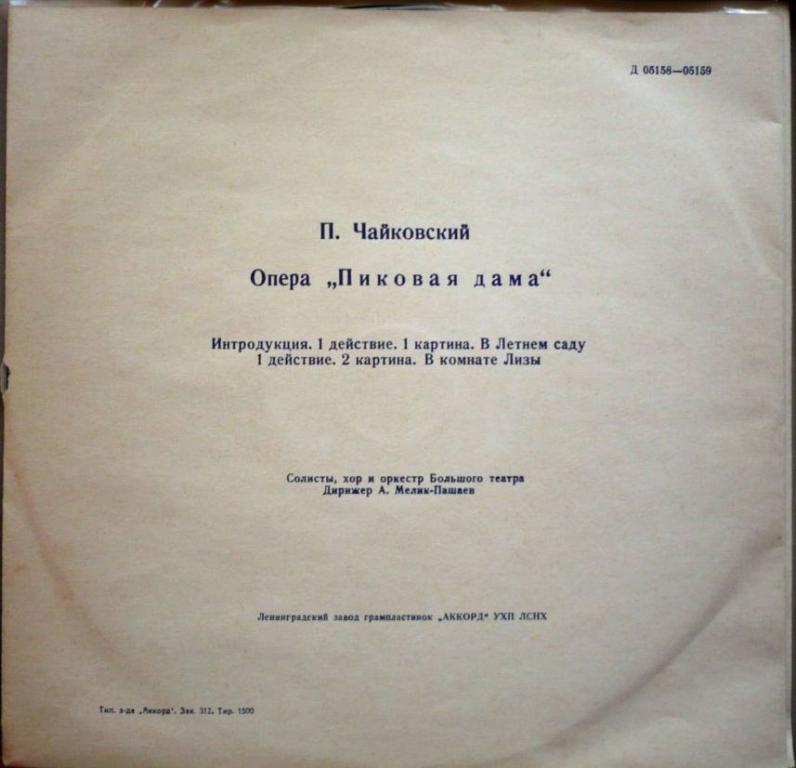 Д 05158—05159
П. Чайковский
Опера „Пиковая дама“
Интродукция. 1 действие. 1 картина. В Летнем саду
1 действие. 2 картина. В комнате Лизы
Солисты, хор и оркестр Большого театра
Дирижер А. Мелик-Пашаев
Ленинградский завод грампластинок „АККОРД“ УХП ЛСНХ
Тип. з-да „Аккорд“. Зак. 312. Тир. 1500